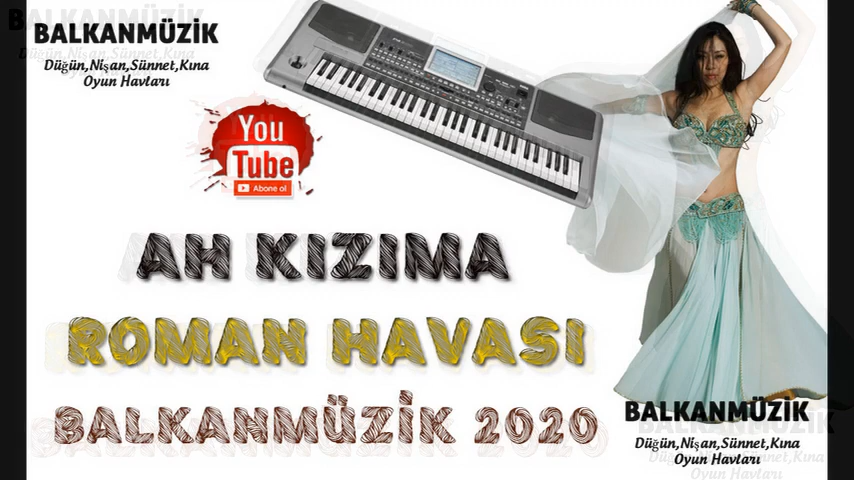 BALKANMÜZİK
Düğün,Nişan,Sünnet,Kına
Oyun Havları
You
Tube
Abone ol
AH KIZIMA
ROMAN HAVASI
BALKANMÜZİK 2020
BALKANMÜZİK
Düğün,Nişan,Sünnet,Kına
Oyun Havları